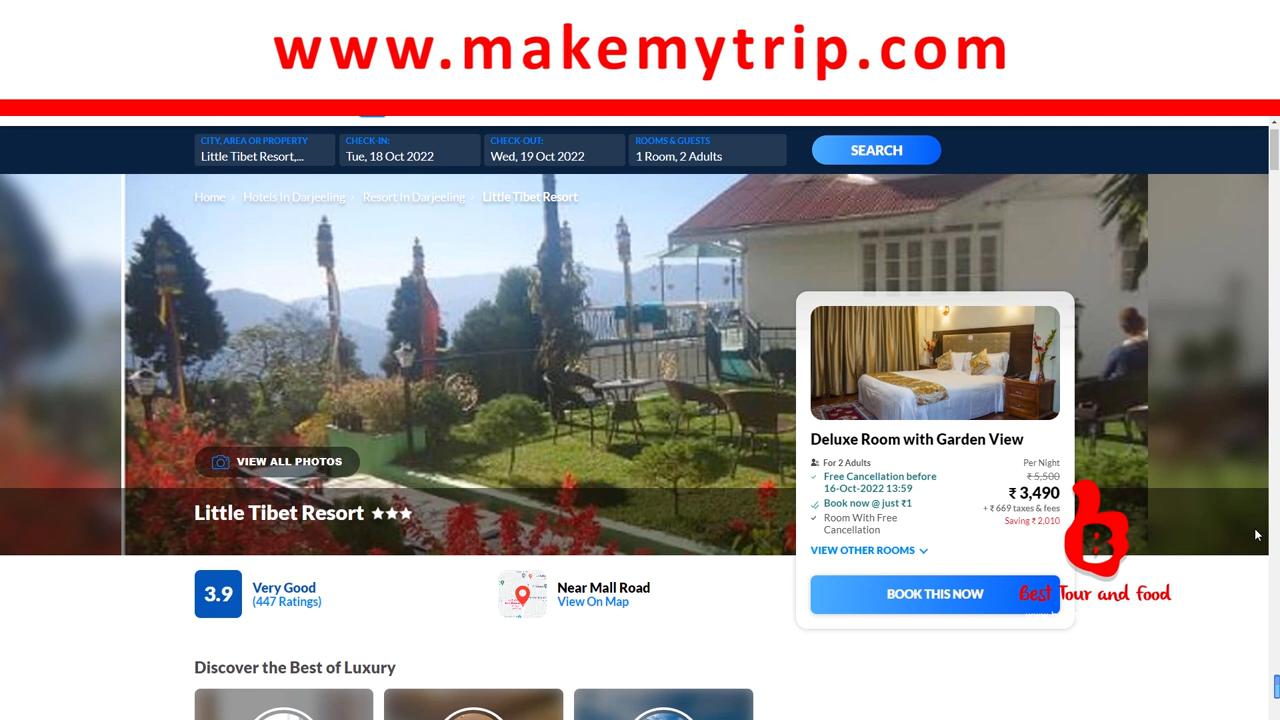 www.makemytrip.com
CITY, AREA OR PROPERTY
Little Tibet Resort,...
CHECK-IN:
Tue, 18 Oct 2022
CHECK-OUT:
Wed, 19 Oct 2022
ROOMS & GUESTS
1 Room, 2 Adults
SEARCH
Home › Hotels In Darjeeling › Resort In Darjeeling › Little Tibet Resort
VIEW ALL PHOTOS
Little Tibet Resort
Deluxe Room with Garden View
For 2 Adults
Free Cancellation before
16-Oct-2022 13:59
Book now @ just ₹1
Room With Free
Cancellation
Per Night
₹ 5,500
₹ 3,490
+ ₹ 669 taxes & fees
Saving ₹ 2,010
VIEW OTHER ROOMS
BOOK THIS NOW
B
Best Tour and food
3.9
Very Good
(447 Ratings)
Near Mall Road
View On Map
Discover the Best of Luxury